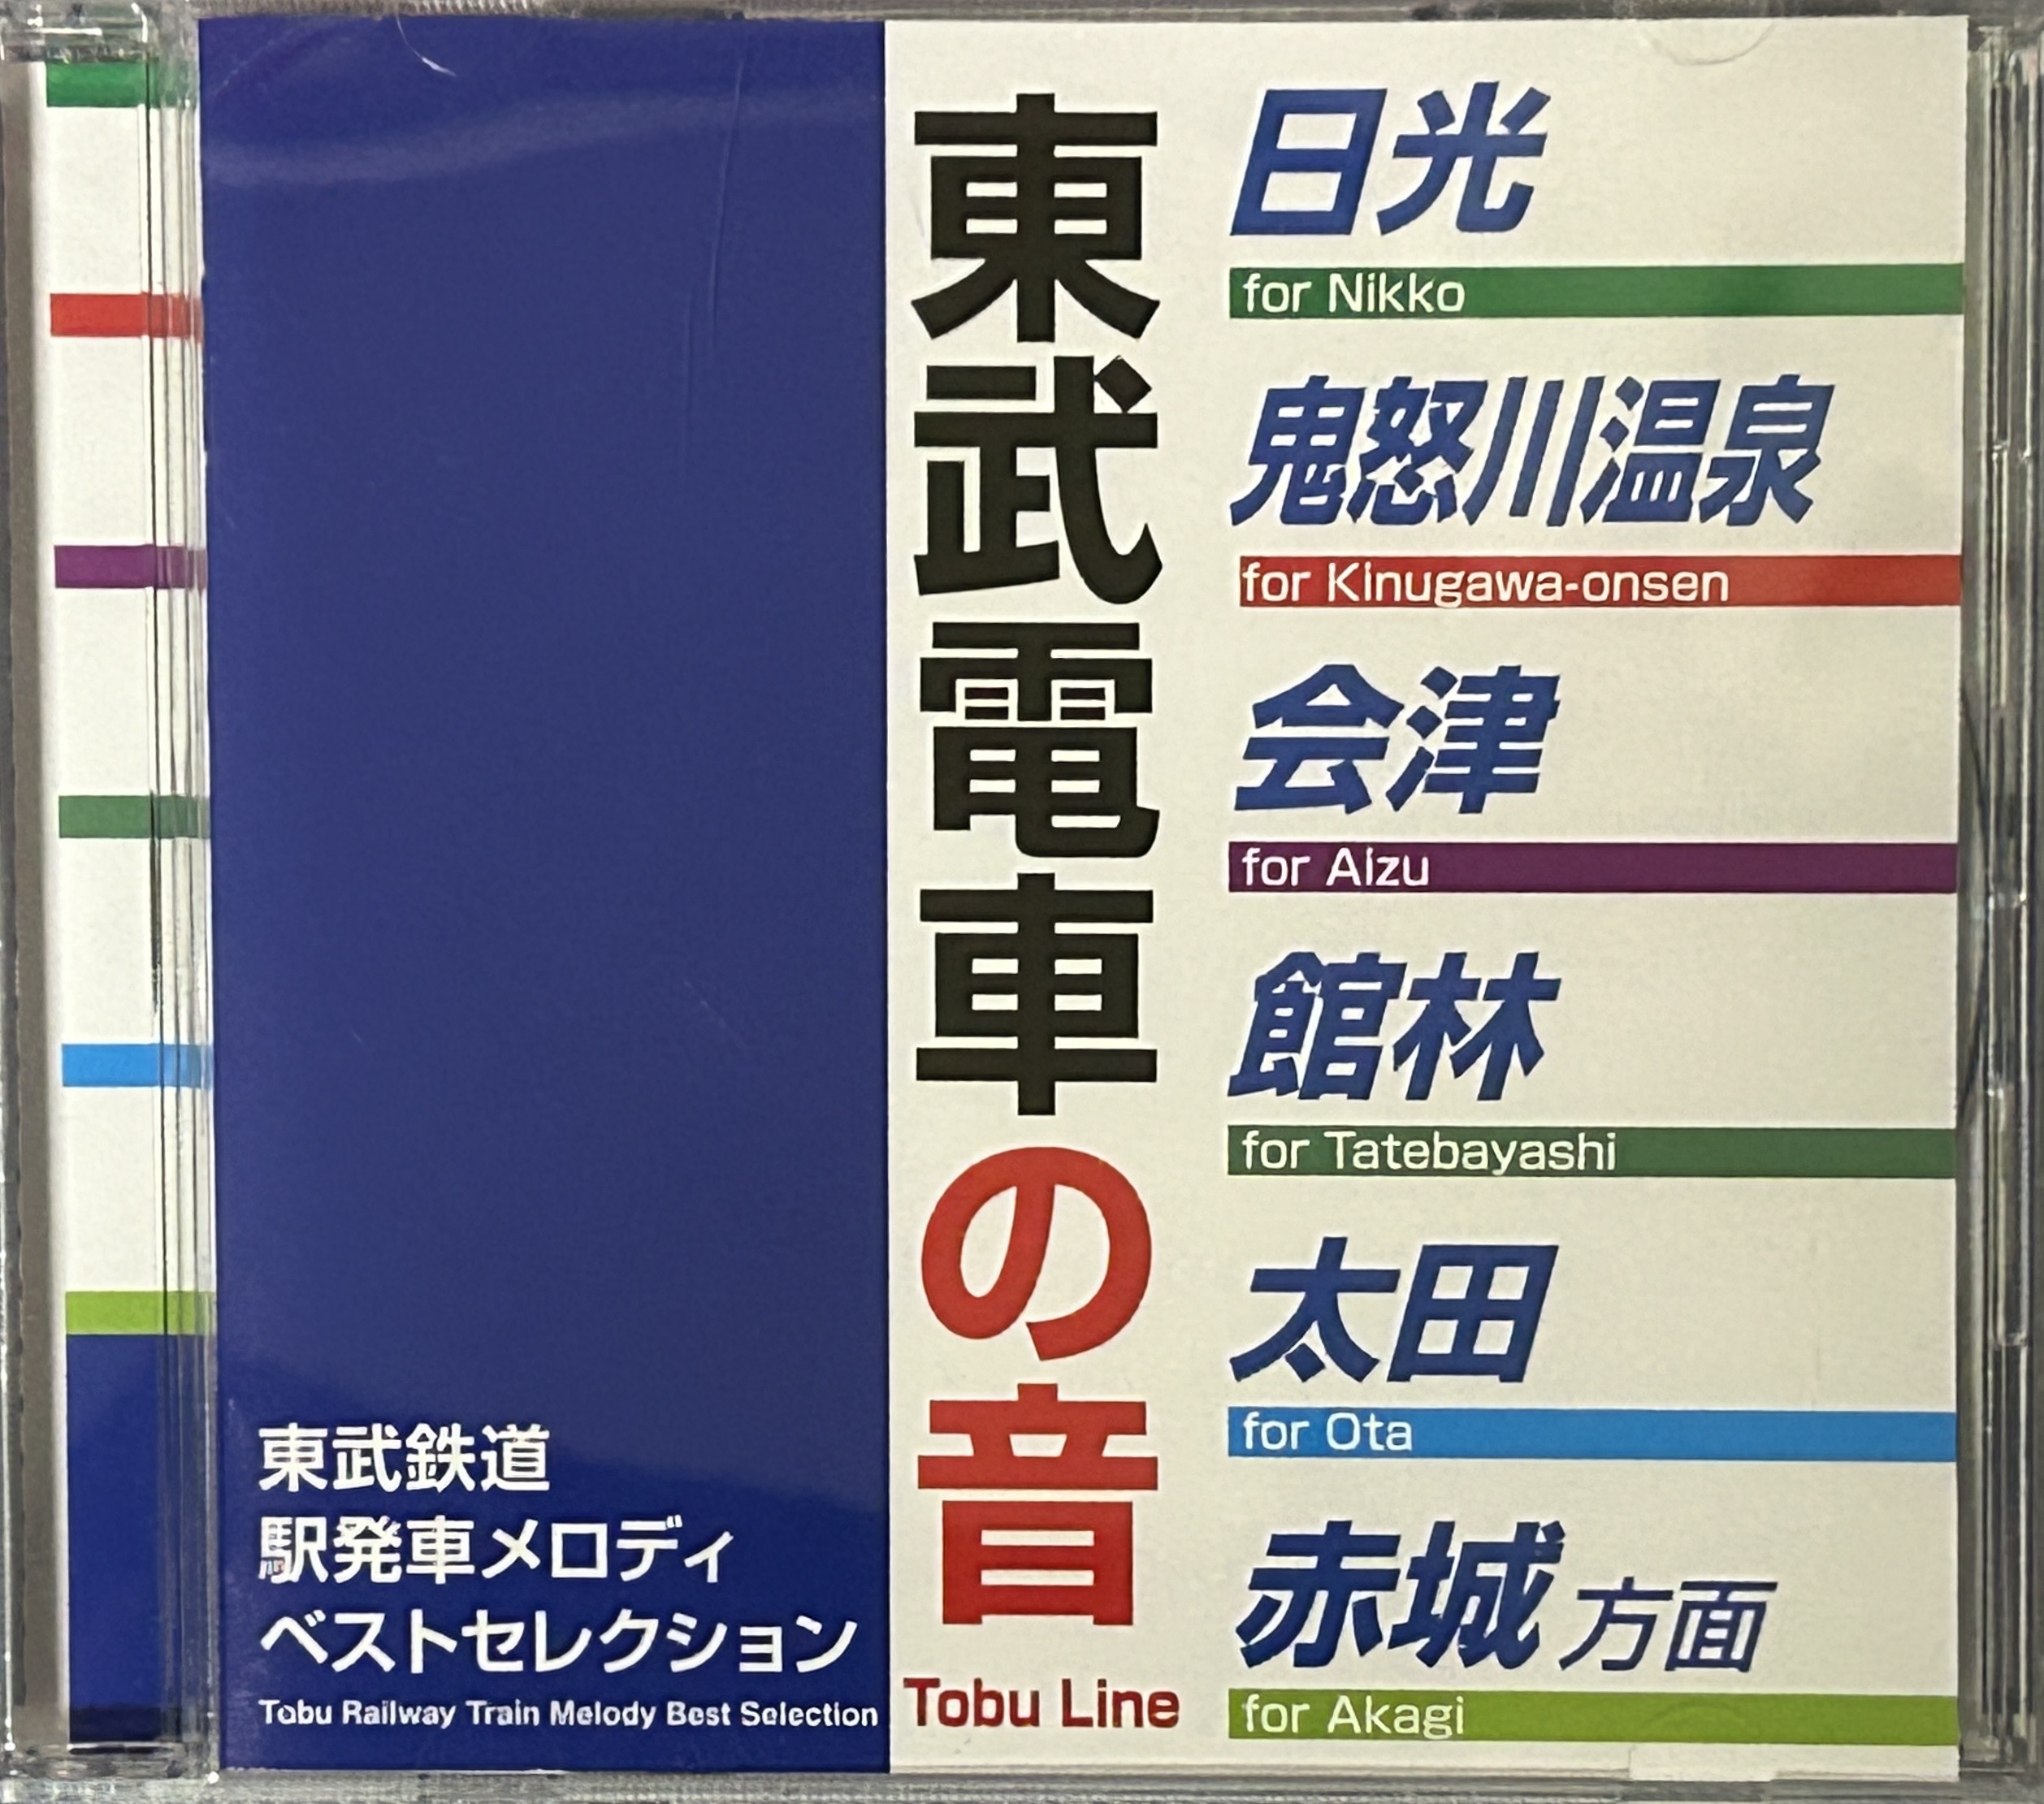 東武電車の音
Tobu Line
日光
for Nikko
鬼怒川温泉
for Kinugawa-onsen
会津
for Aizu
館林
for Tatebayashi
太田
for Ota
赤城方面
for Akagi
東武鉄道
駅発車メロディ
ベストセレクション
Tobu Railway Train Melody Best Selection